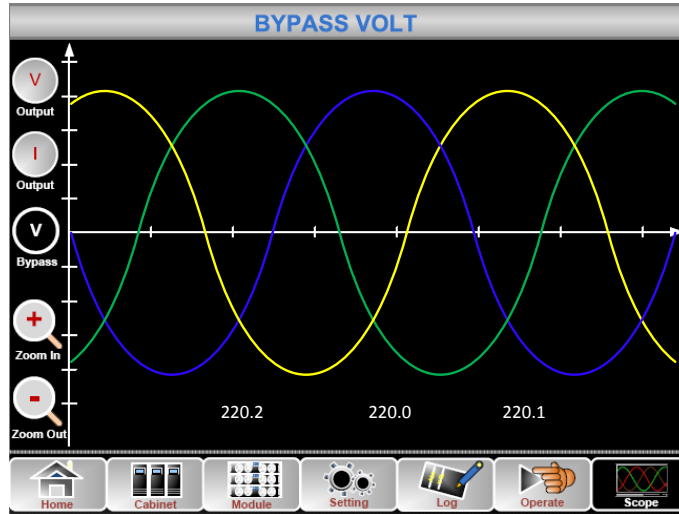 BYPASS VOLT
V
Output
I
Output
V
Bypass
+
Zoom In
-
Zoom Out
220.2 220.0 220.1
Home Cabinet Module Setting Log Operate Scope